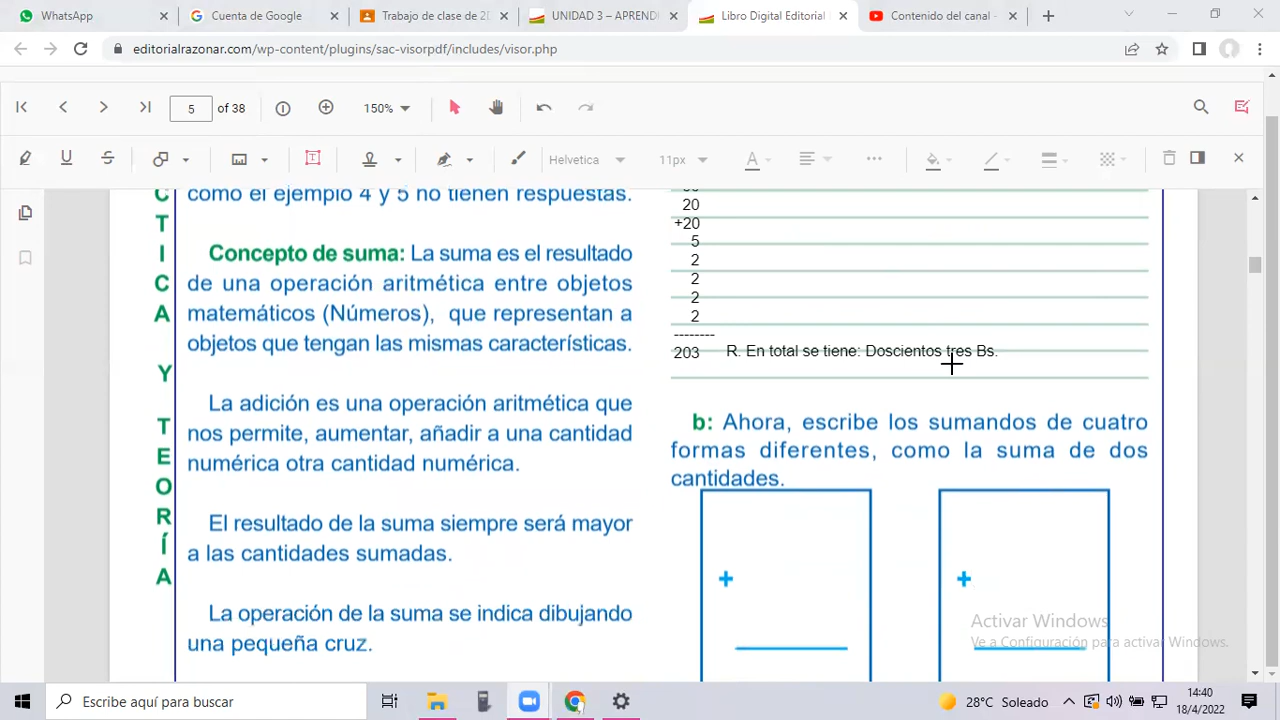 WhatsApp
Cuenta de Google
Trabajo de clase de 2D
UNIDAD 3 – APREND
Libro Digital Editorial
Contenido del canal -
editorialrazonar.com/wp-content/plugins/sac-visorpdf/includes/visor.php
5 of 38
150%
Helvetica
11px
como el ejemplo 4 y 5 no tienen respuestas.
Concepto de suma: La suma es el resultado
de una operación aritmética entre objetos
matemáticos (Números), que representan a
objetos que tengan las mismas características.
La adición es una operación aritmética que
nos permite, aumentar, añadir a una cantidad
numérica otra cantidad numérica.
El resultado de la suma siempre será mayor
a las cantidades sumadas.
La operación de la suma se indica dibujando
una pequeña cruz.
C
T
I
C
A
Y
T
E
O
R
Í
A
20
+20
5
2
2
2
2
--------
203 R. En total se tiene: Doscientos tres Bs.
b: Ahora, escribe los sumandos de cuatro
formas diferentes, como la suma de dos
cantidades.
+ +
Activar Windows
Ve a Configuración para activar Windows.
Escribe aquí para buscar
28°C Soleado
14:40
18/4/2022